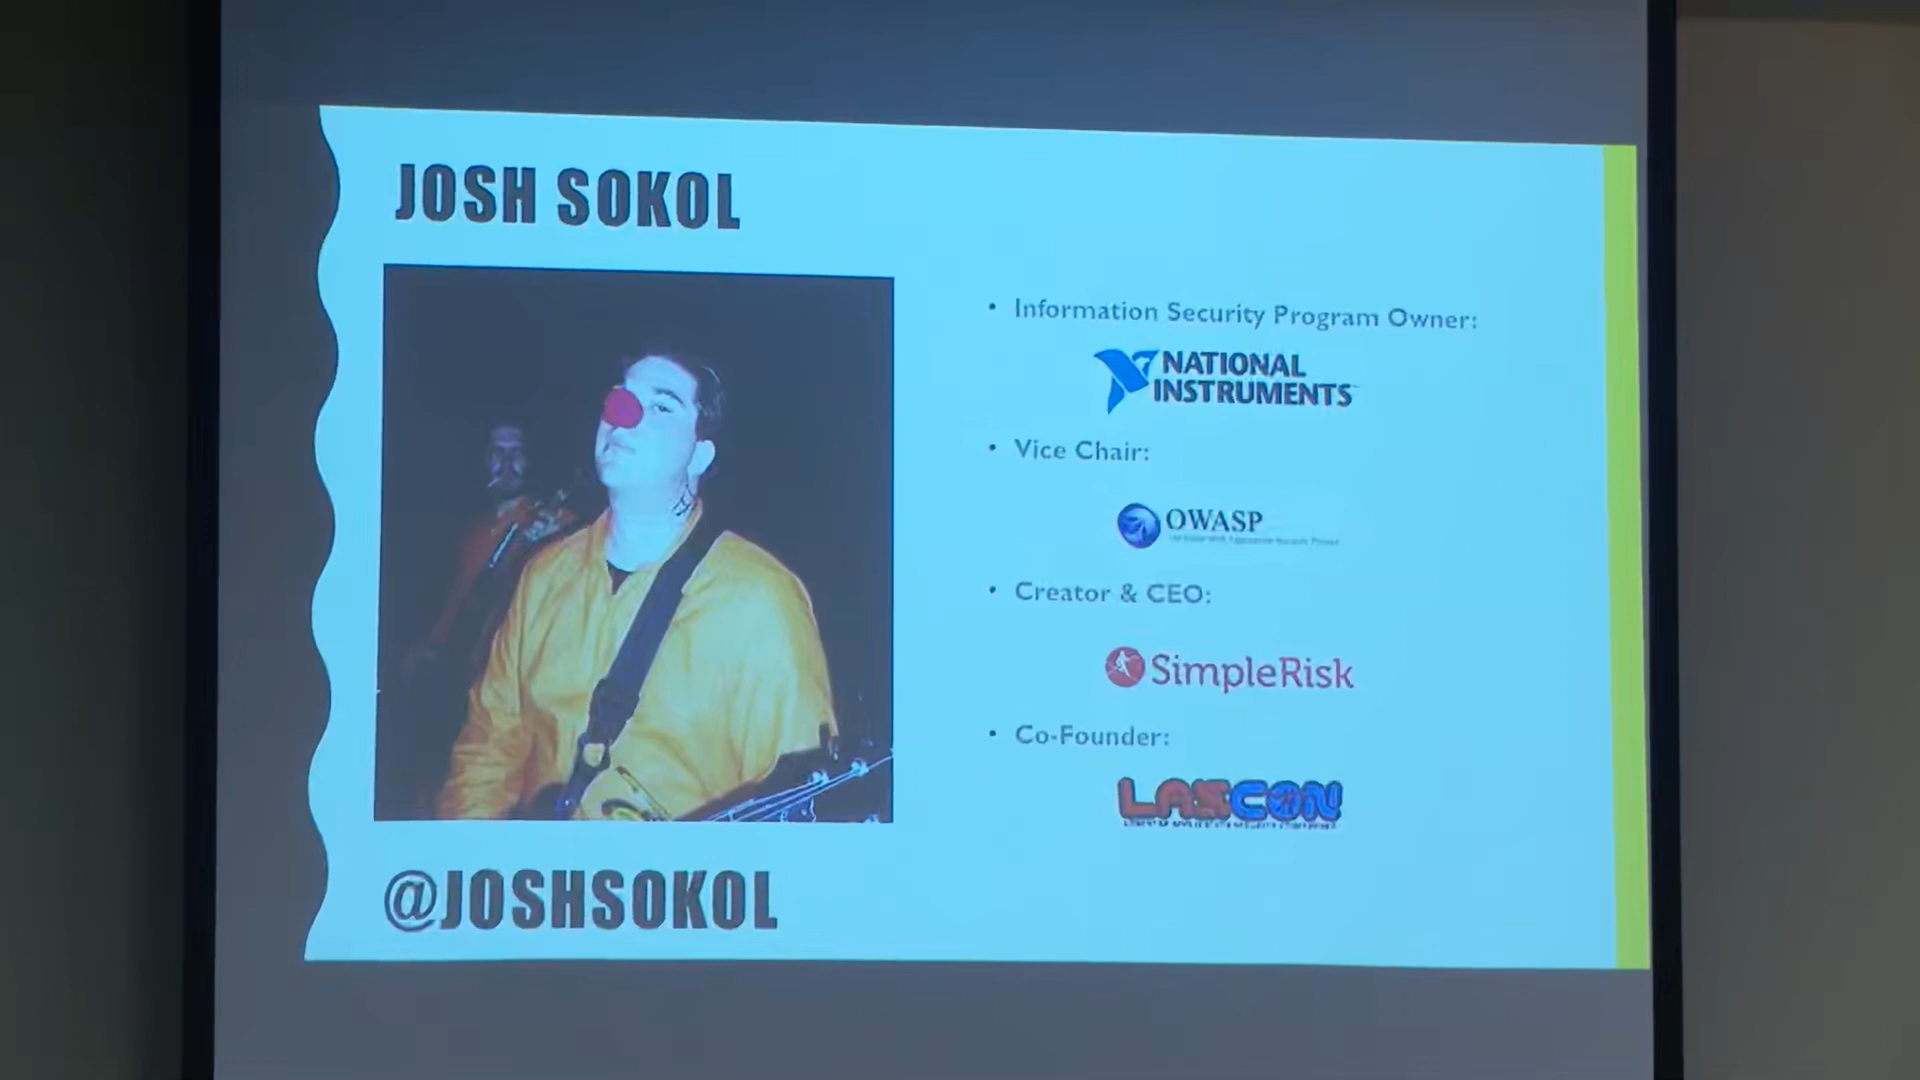 JOSH SOKOL
• Information Security Program Owner:
NATIONAL
INSTRUMENTS
• Vice Chair:
OWASP
• Creator & CEO:
SimpleRisk
• Co-Founder:
LASCON
@JOSHSOKOL